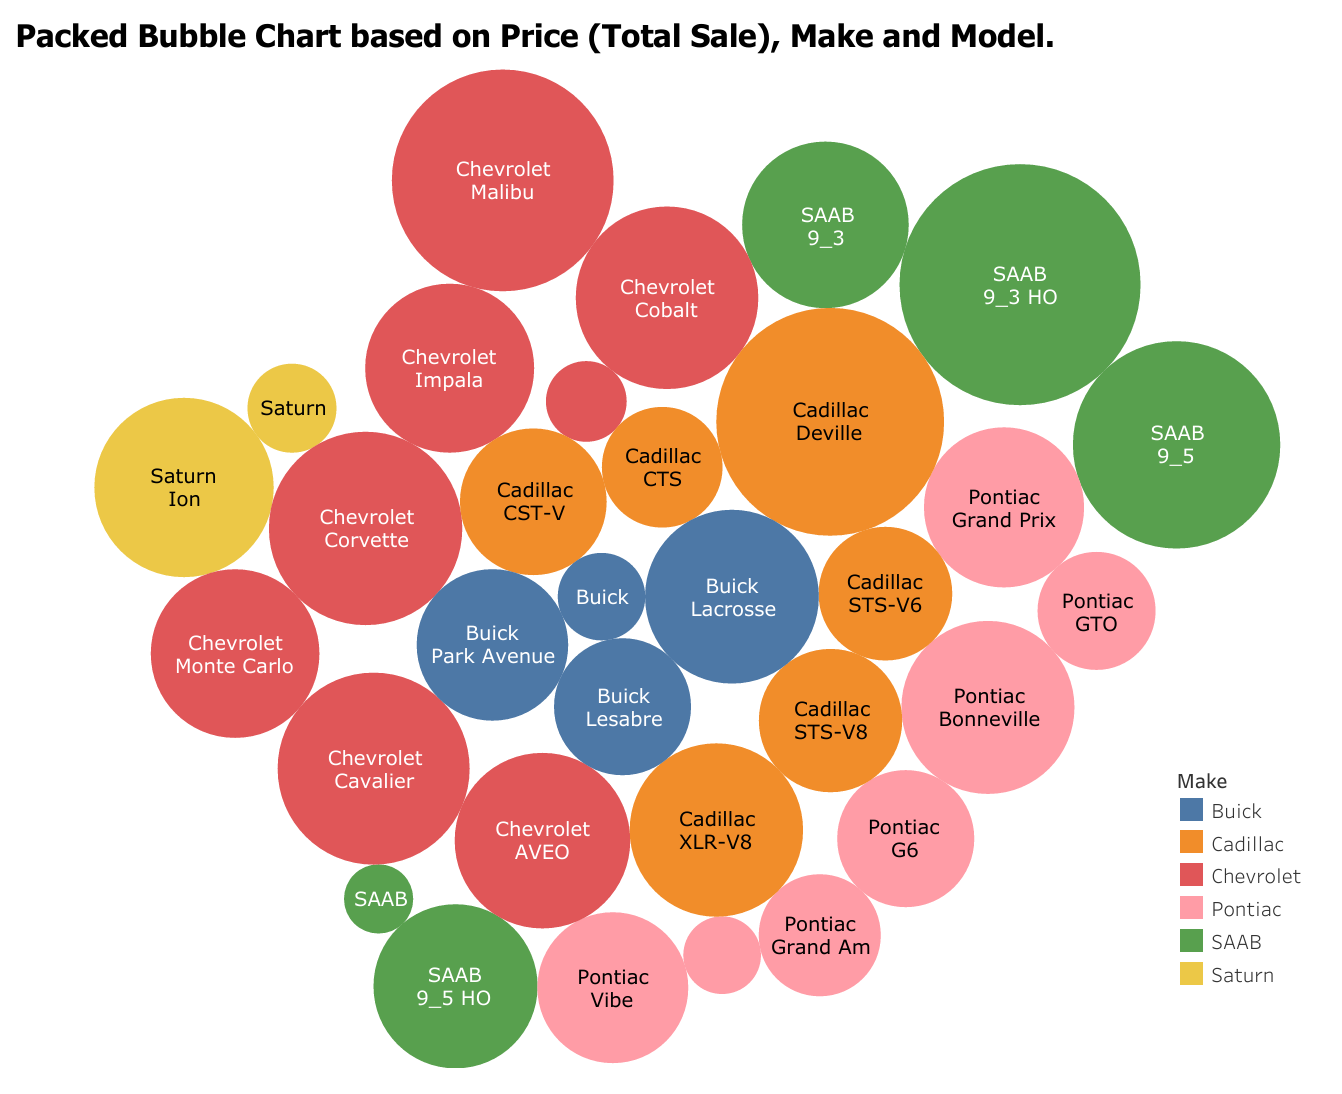 Packed Bubble Chart based on Price (Total Sale), Make and Model.
Chevrolet
Malibu
SAAB
9_3
SAAB
9_3 HO
Chevrolet
Cobalt
Chevrolet
Impala
Saturn
Cadillac
Deville
SAAB
9_5
Saturn
Ion
Cadillac
CTS
Cadillac
CST-V
Pontiac
Grand Prix
Chevrolet
Corvette
Buick
Buick
Lacrosse
Cadillac
STS-V6
Pontiac
GTO
Chevrolet
Monte Carlo
Buick
Park Avenue
Buick
Lesabre
Cadillac
STS-V8
Pontiac
Bonneville
Chevrolet
Cavalier
Chevrolet
AVEO
Cadillac
XLR-V8
Pontiac
G6
SAAB
SAAB
9_5 HO
Pontiac
Vibe
Pontiac
Grand Am
Make
Buick
Cadillac
Chevrolet
Pontiac
SAAB
Saturn